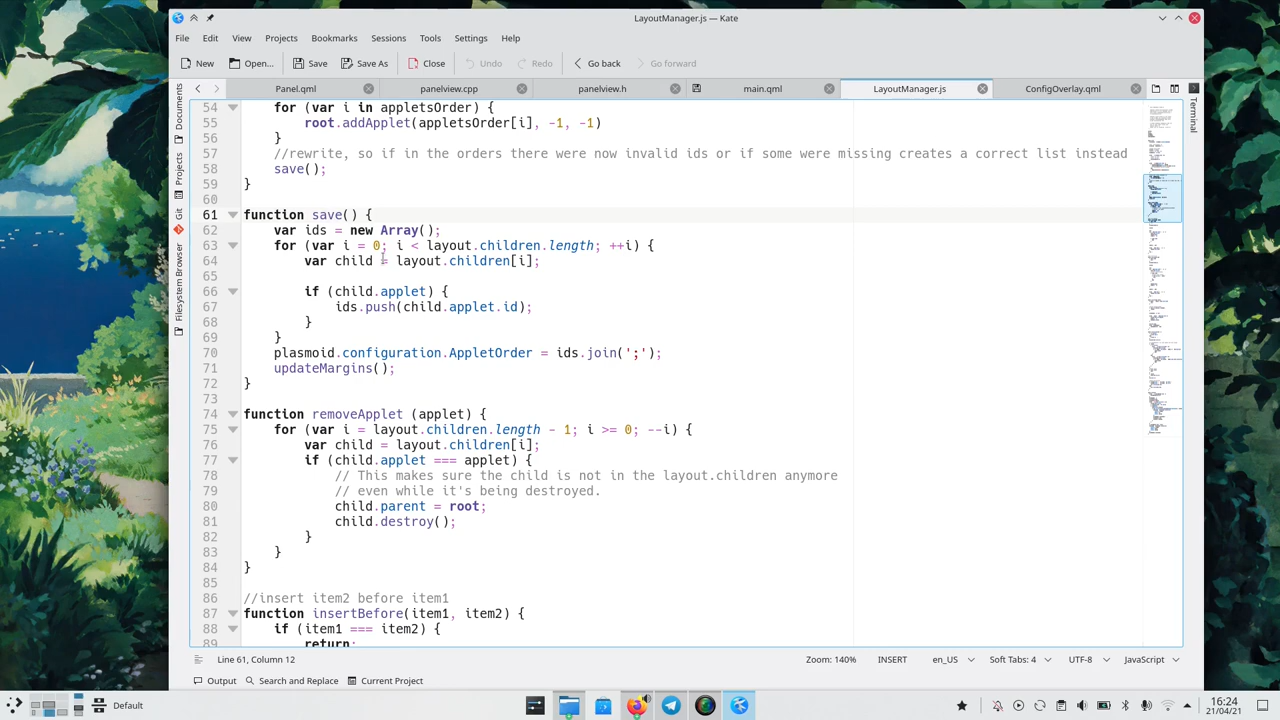 LayoutManager.js — Kate
File Edit View Projects Bookmarks Sessions Tools Settings Help
New Open... Save Save As Close Undo Redo Go back Go forward
Panel.qml panelview.cpp panelview.h main.qml LayoutManager.js ConfigOverlay.qml
Documents
Projects
Git
Filesystem Browser
Terminal
54 for (var i in appletsOrder) {
55 root.addApplet(appletsOrder[i], -1, -1)
56 }
57 //rewrite, so if in the orders there were now invalid ids or if some were missing creates a correct list instead
58 save();
59 }
60
61 function save() {
62 var ids = new Array();
63 for (var i = 0; i < layout.children.length; ++i) {
64 var child = layout.children[i];
65
66 if (child.applet) {
67 ids.push(child.applet.id);
68 }
69 }
70 plasmoid.configuration.AppletOrder = ids.join(';');
71 updateMargins();
72 }
73
74 function removeApplet (applet) {
75 for (var i = layout.children.length - 1; i >= 0; --i) {
76 var child = layout.children[i];
77 if (child.applet === applet) {
78 // This makes sure the child is not in the layout.children anymore
79 // even while it's being destroyed.
80 child.parent = root;
81 child.destroy();
82 }
83 }
84 }
85
86 //insert item2 before item1
87 function insertBefore(item1, item2) {
88 if (item1 === item2) {
89 return;
Line 61, Column 12 Zoom: 140% INSERT en_US Soft Tabs: 4 UTF-8 JavaScript
Output Search and Replace Current Project
Default
16:24
21/04/21